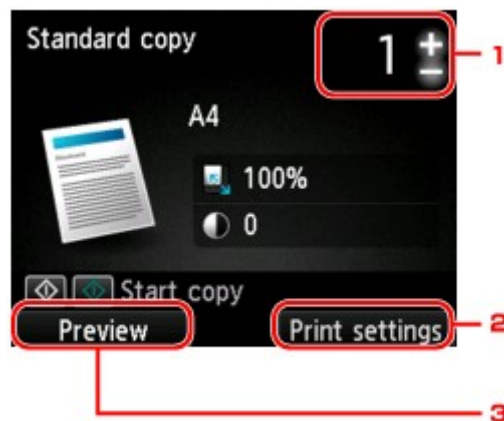 Standard copy
1 + −
1
A4
100%
0
Start copy
Preview
Print settings
2
3